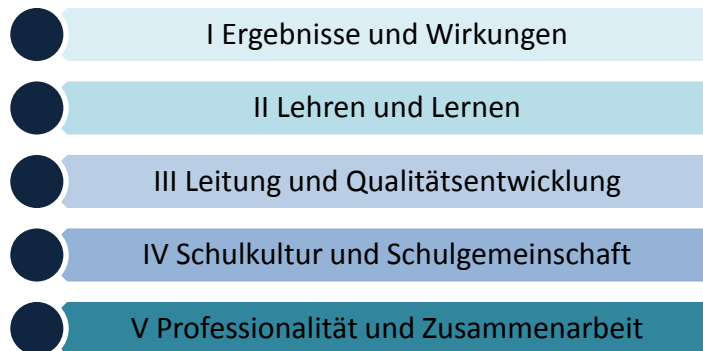 I Ergebnisse und Wirkungen
II Lehren und Lernen
III Leitung und Qualitätsentwicklung
IV Schulkultur und Schulgemeinschaft
V Professionalität und Zusammenarbeit